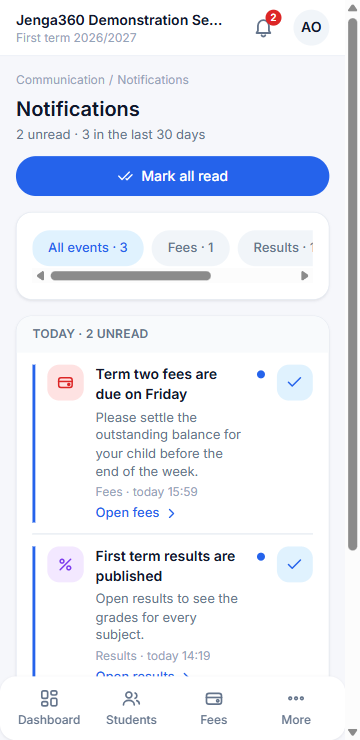 Jenga360 Demonstration Se...
First term 2026/2027
2
AO
Communication / Notifications
Notifications
2 unread · 3 in the last 30 days
Mark all read
All events · 3
Fees · 1
Results · 1
TODAY · 2 UNREAD
Term two fees are
due on Friday
Please settle the
outstanding balance for
your child before the
end of the week.
Fees · today 15:59
Open fees
First term results are
published
Open results to see the
grades for every
subject.
Results · today 14:19
Open results
Dashboard
Students
Fees
More